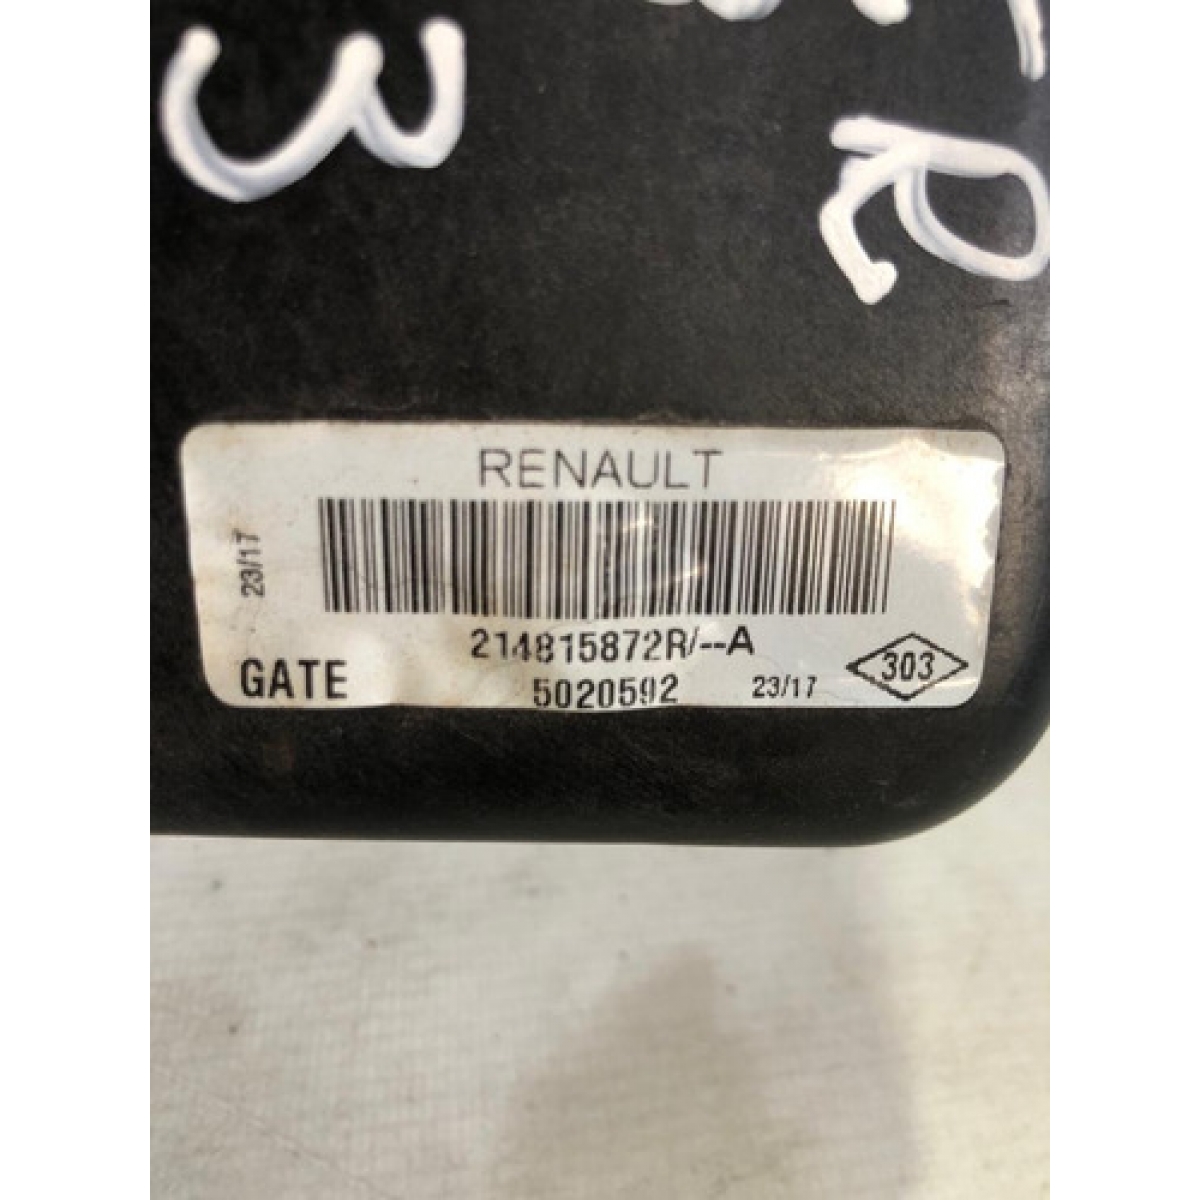 3
R
RENAULT
23/17
214815872R/--A
GATE 5020592 23/17 303